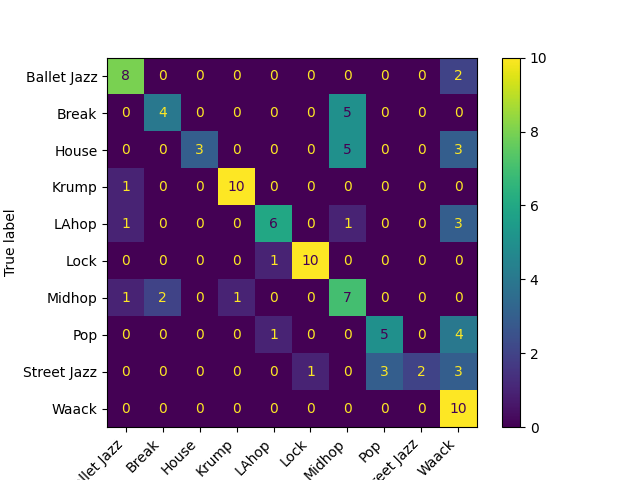 Ballet Jazz 8 0 0 0 0 0 0 0 0 2
Break 0 4 0 0 0 0 5 0 0 0
House 0 0 3 0 0 0 5 0 0 3
Krump 1 0 0 10 0 0 0 0 0 0
LAhop 1 0 0 0 6 0 1 0 0 3
Lock 0 0 0 0 1 10 0 0 0 0
Midhop 1 2 0 1 0 0 7 0 0 0
Pop 0 0 0 0 1 0 0 5 0 4
Street Jazz 0 0 0 0 0 1 0 3 2 3
Waack 0 0 0 0 0 0 0 0 0 10
True label
llet Jazz Break House Krump LAhop Lock Midhop Pop reet Jazz Waack
10
8
6
4
2
0